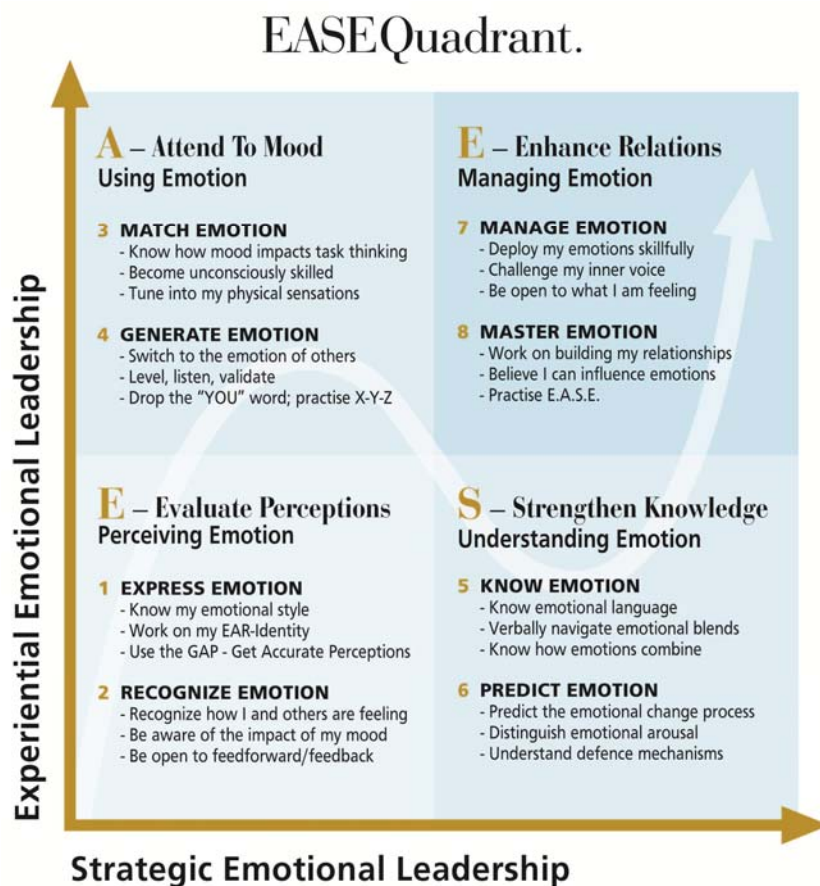 EASEQuadrant.
A – Attend To Mood
Using Emotion
3 MATCH EMOTION
- Know how mood impacts task thinking
- Become unconsciously skilled
- Tune into my physical sensations
4 GENERATE EMOTION
- Switch to the emotion of others
- Level, listen, validate
- Drop the “YOU” word; practise X-Y-Z
E – Enhance Relations
Managing Emotion
7 MANAGE EMOTION
- Deploy my emotions skillfully
- Challenge my inner voice
- Be open to what I am feeling
8 MASTER EMOTION
- Work on building my relationships
- Believe I can influence emotions
- Practise E.A.S.E.
E – Evaluate Perceptions
Perceiving Emotion
1 EXPRESS EMOTION
- Know my emotional style
- Work on my EAR-Identity
- Use the GAP - Get Accurate Perceptions
2 RECOGNIZE EMOTION
- Recognize how I and others are feeling
- Be aware of the impact of my mood
- Be open to feedforward/feedback
S – Strengthen Knowledge
Understanding Emotion
5 KNOW EMOTION
- Know emotional language
- Verbally navigate emotional blends
- Know how emotions combine
6 PREDICT EMOTION
- Predict the emotional change process
- Distinguish emotional arousal
- Understand defence mechanisms
Experiential Emotional Leadership
Strategic Emotional Leadership